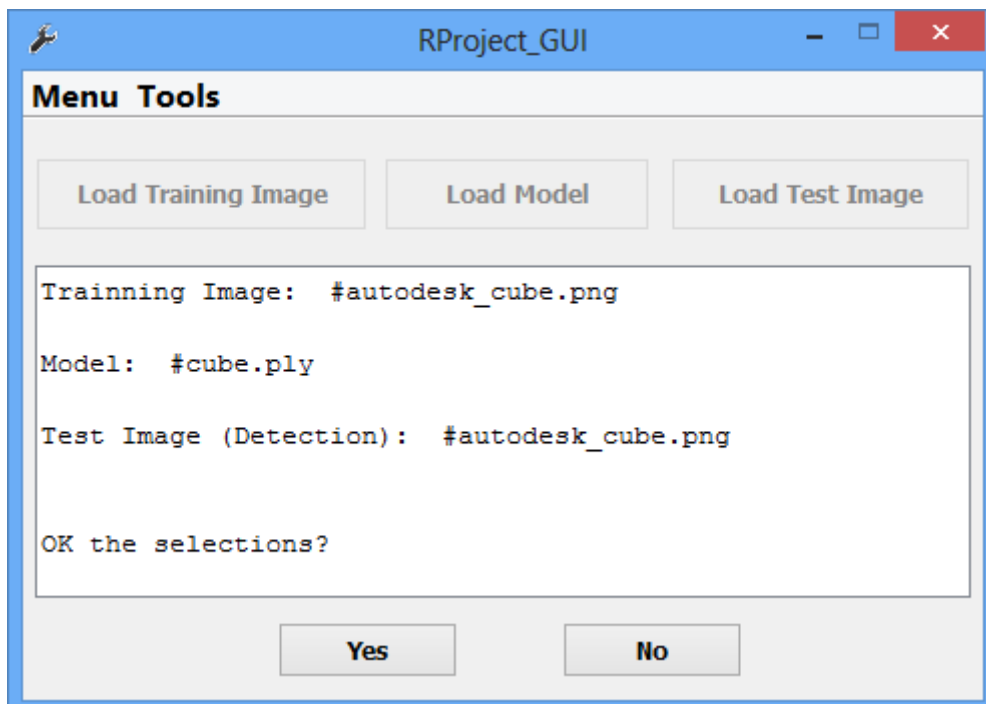 RProject_GUI
Menu Tools
Load Training Image Load Model Load Test Image
Trainning Image: #autodesk_cube.png
Model: #cube.ply
Test Image (Detection): #autodesk_cube.png
OK the selections?
Yes No